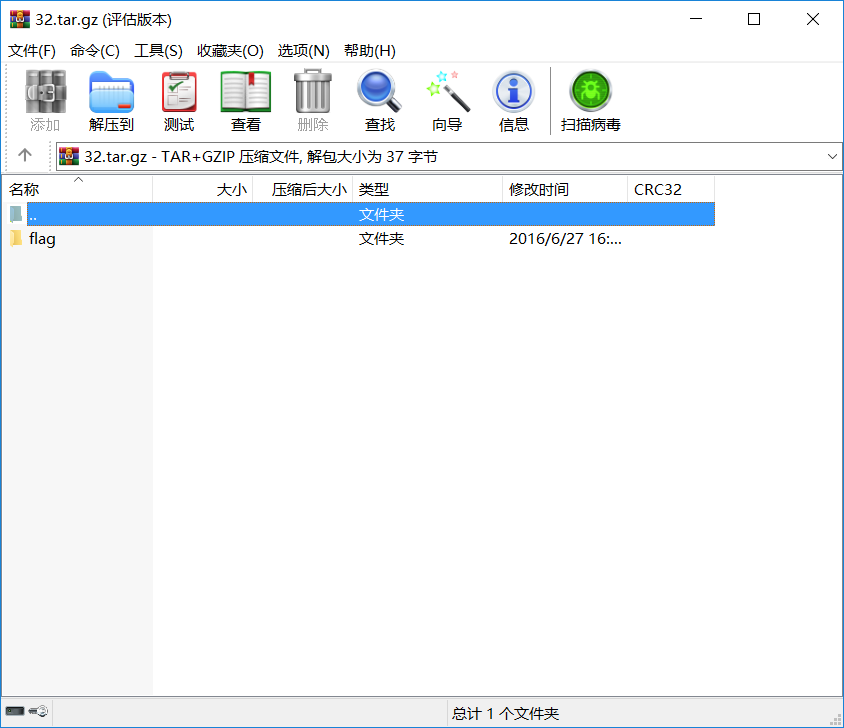 32.tar.gz (评估版本)
文件(F) 命令(C) 工具(S) 收藏夹(O) 选项(N) 帮助(H)
添加 解压到 测试 查看 删除 查找 向导 信息 扫描病毒
32.tar.gz - TAR+GZIP 压缩文件, 解包大小为 37 字节
名称 大小 压缩后大小 类型 修改时间 CRC32
.. 文件夹
flag 文件夹 2016/6/27 16:...
总计 1 个文件夹